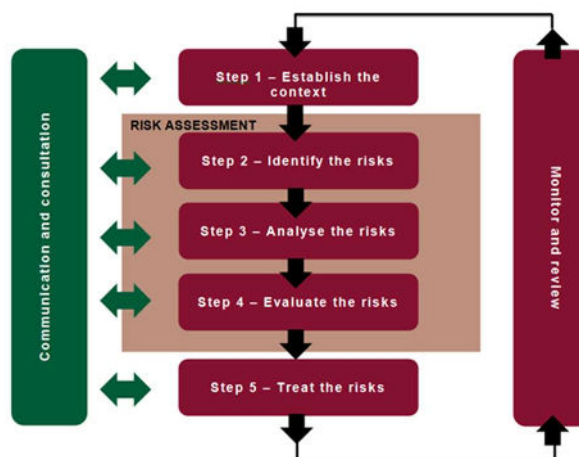 Communication and consultation
Step 1 – Establish the
context
RISK ASSESSMENT
Step 2 – Identify the risks
Step 3 – Analyse the risks
Step 4 – Evaluate the risks
Step 5 – Treat the risks
Monitor and review